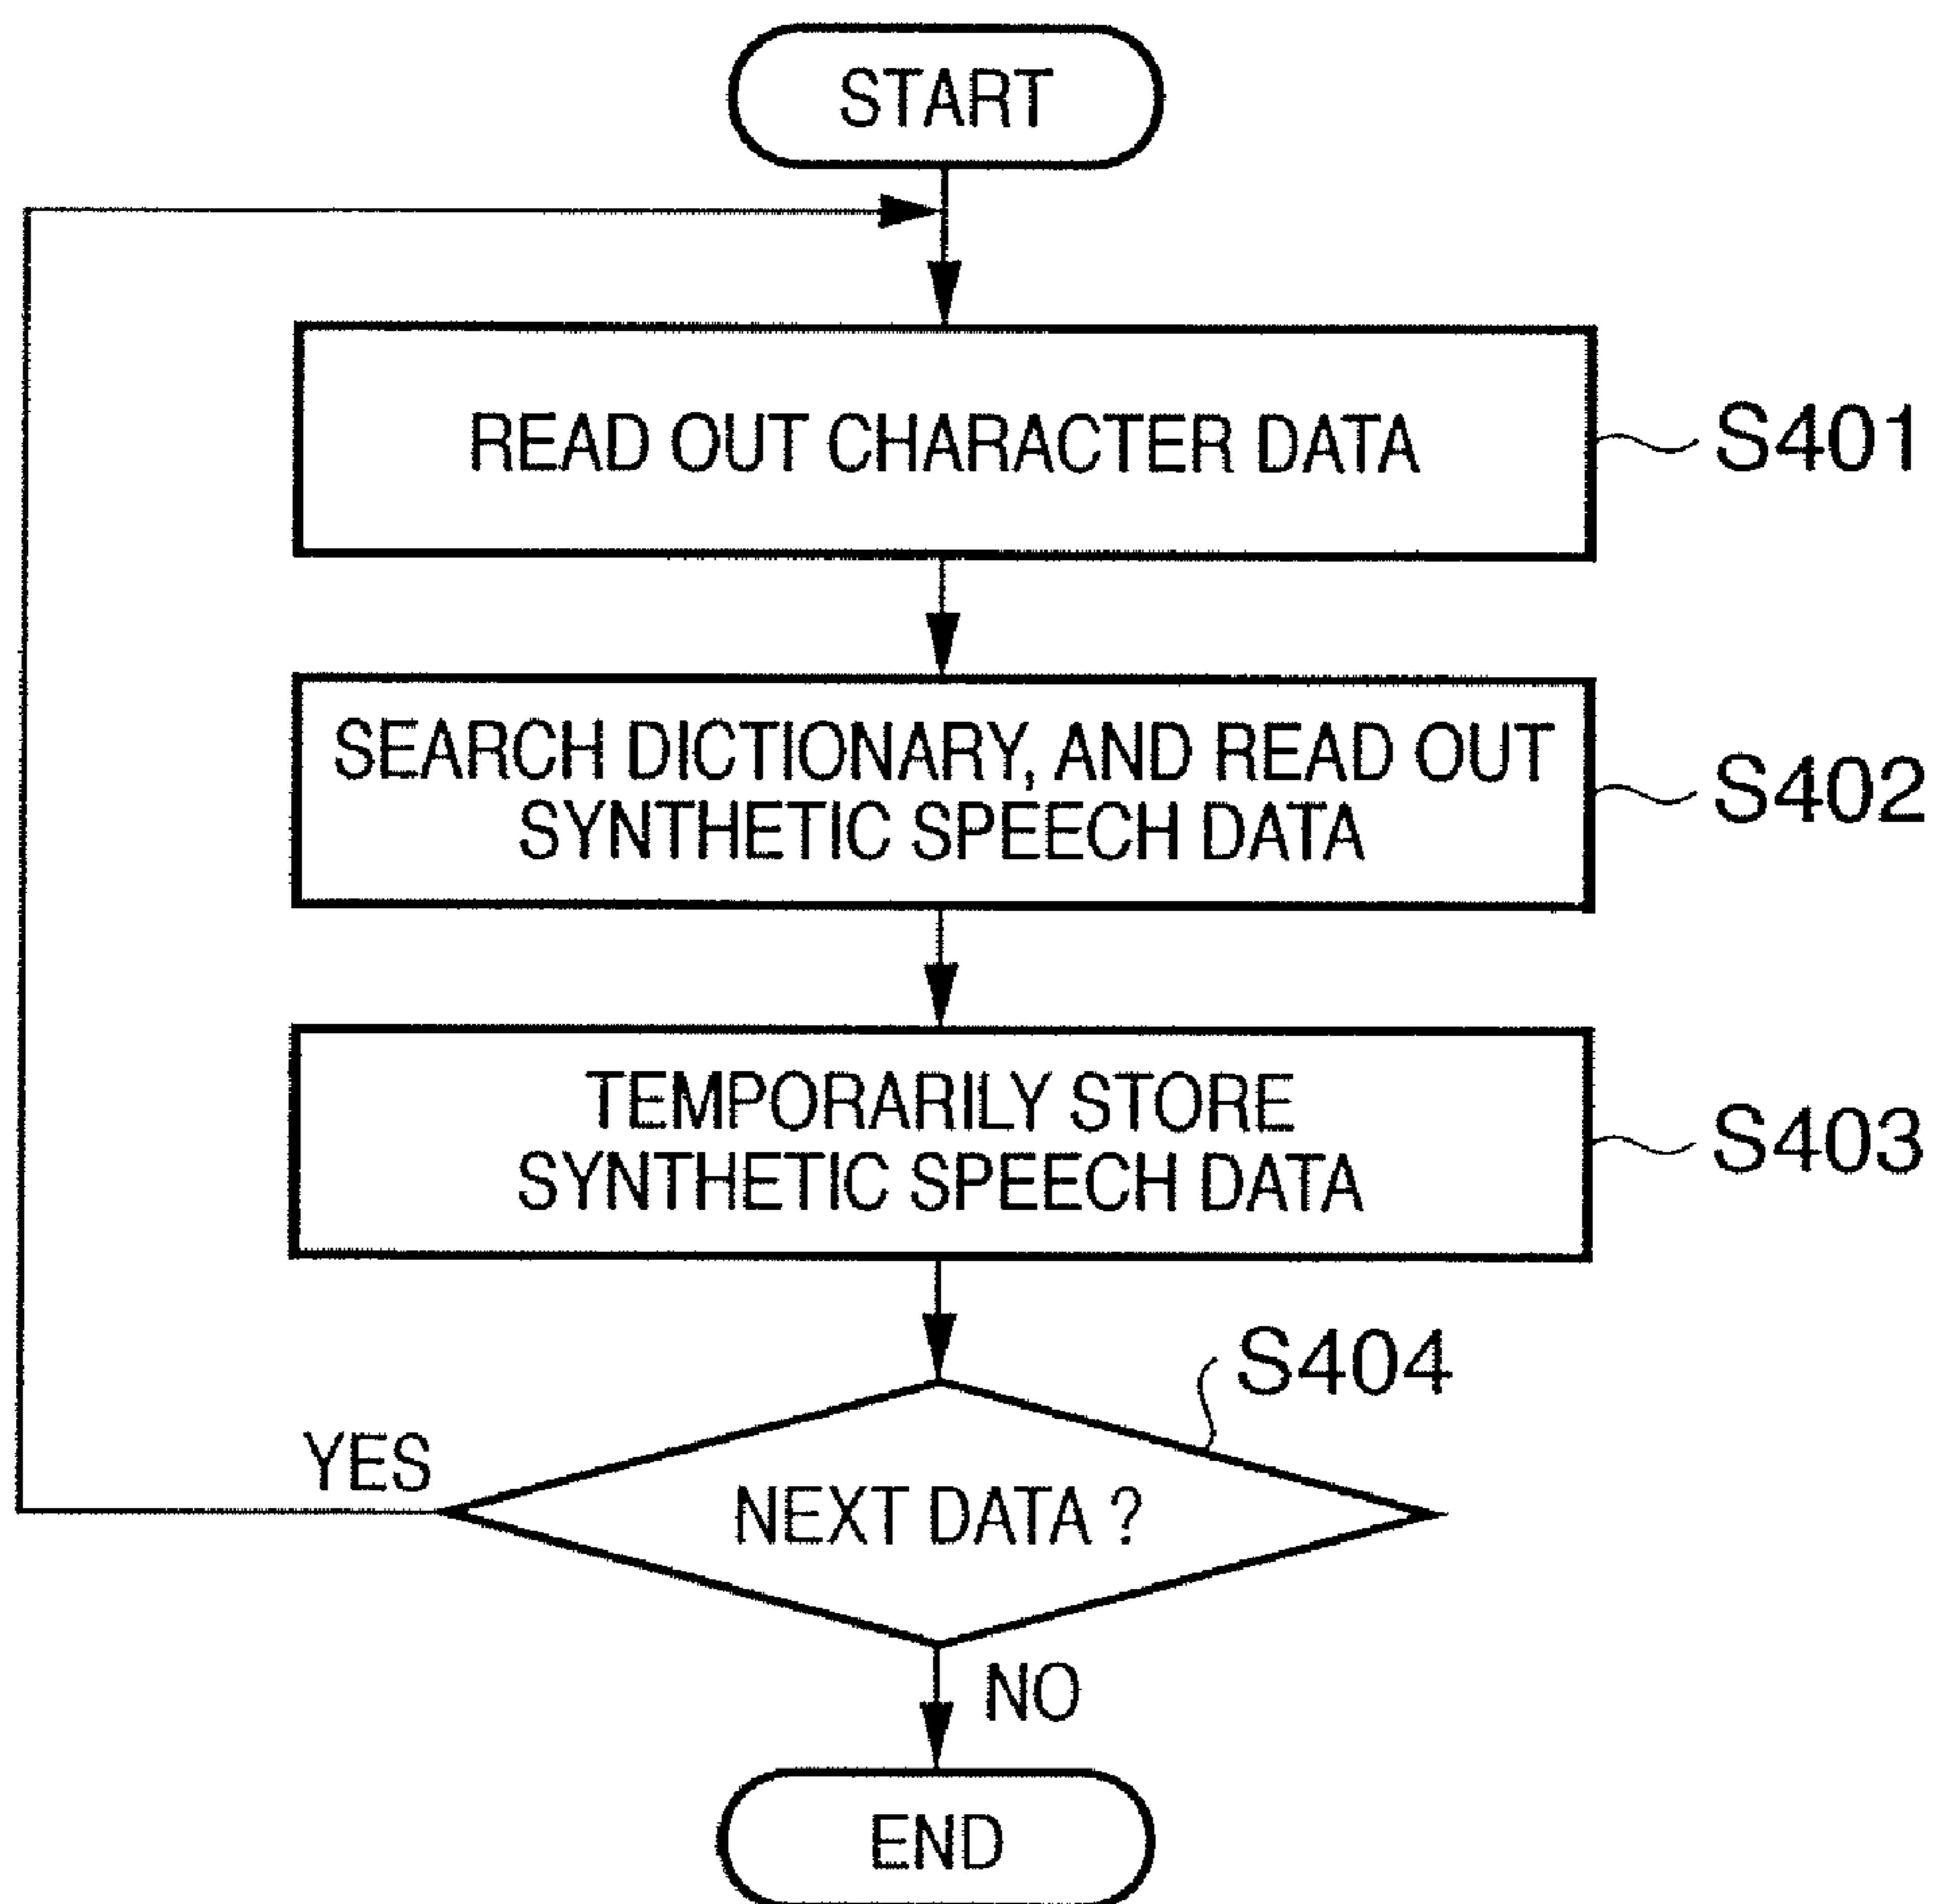 START
READ OUT CHARACTER DATA
S401
SEARCH DICTIONARY, AND READ OUT
SYNTHETIC SPEECH DATA
S402
TEMPORARILY STORE
SYNTHETIC SPEECH DATA
S403
S404
YES
NEXT DATA ?
NO
END